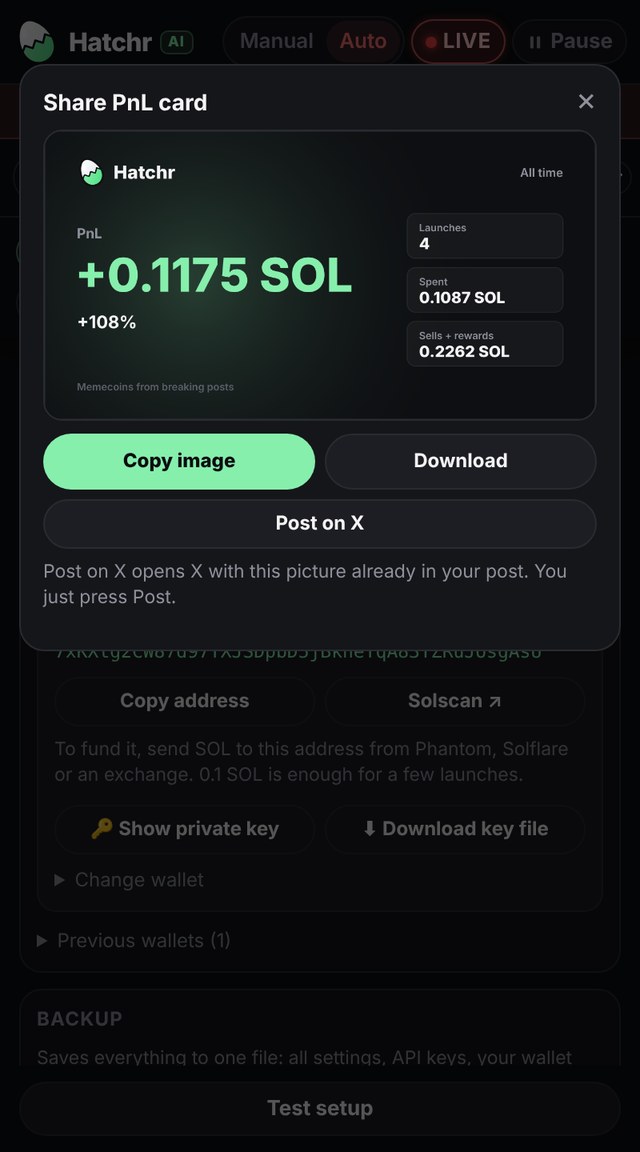 Hatchr AI Manual Auto LIVE Pause
Share PnL card ✕
Hatchr
All time
PnL
+0.1175 SOL
+108%
Launches
4
Spent
0.1087 SOL
Sells + rewards
0.2262 SOL
Memecoins from breaking posts
Copy image
Download
Post on X
Post on X opens X with this picture already in your post. You
just press Post.
Copy address
Solscan ↗
To fund it, send SOL to this address from Phantom, Solflare
or an exchange. 0.1 SOL is enough for a few launches.
🔑 Show private key
⬇ Download key file
▶ Change wallet
▶ Previous wallets (1)
BACKUP
Saves everything to one file: all settings, API keys, your wallet
Test setup